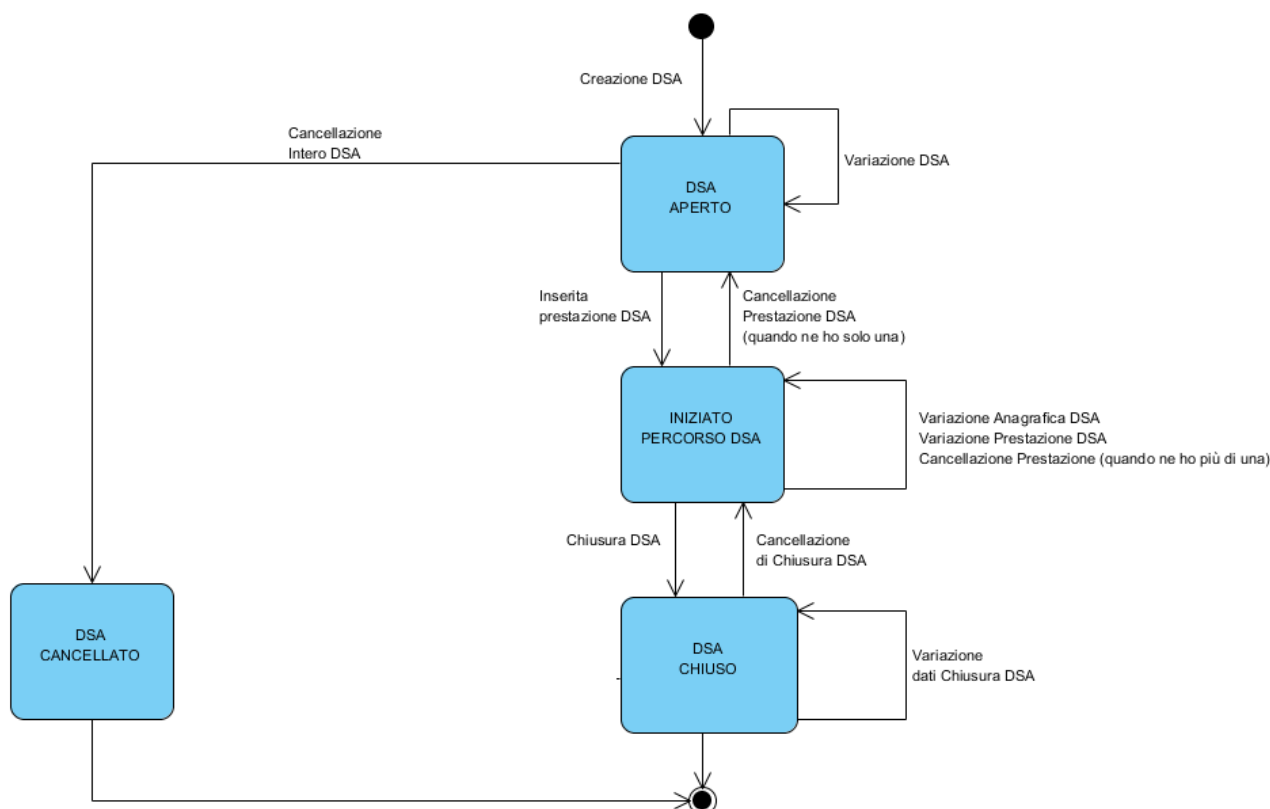 Creazione DSA
Cancellazione
Intero DSA
DSA
APERTO
Variazione DSA
Inserita
prestazione DSA
Cancellazione
Prestazione DSA
(quando ne ho solo una)
INIZIATO
PERCORSO DSA
Variazione Anagrafica DSA
Variazione Prestazione DSA
Cancellazione Prestazione (quando ne ho più di una)
Chiusura DSA
Cancellazione
di Chiusura DSA
DSA
CANCELLATO
DSA
CHIUSO
Variazione
dati Chiusura DSA